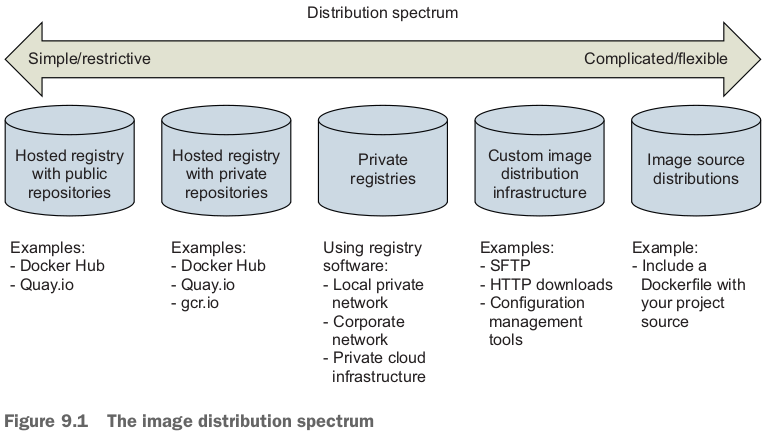 Distribution spectrum
Simple/restrictive
Complicated/flexible
Hosted registry
with public
repositories
Hosted registry
with private
repositories
Private
registries
Custom image
distribution
infrastructure
Image source
distributions
Examples:
- Docker Hub
- Quay.io
Examples:
- Docker Hub
- Quay.io
- gcr.io
Using registry
software:
- Local private
network
- Corporate
network
- Private cloud
infrastructure
Examples:
- SFTP
- HTTP downloads
- Configuration
management
tools
Example:
- Include a
Dockerfile with
your project
source
Figure 9.1 The image distribution spectrum